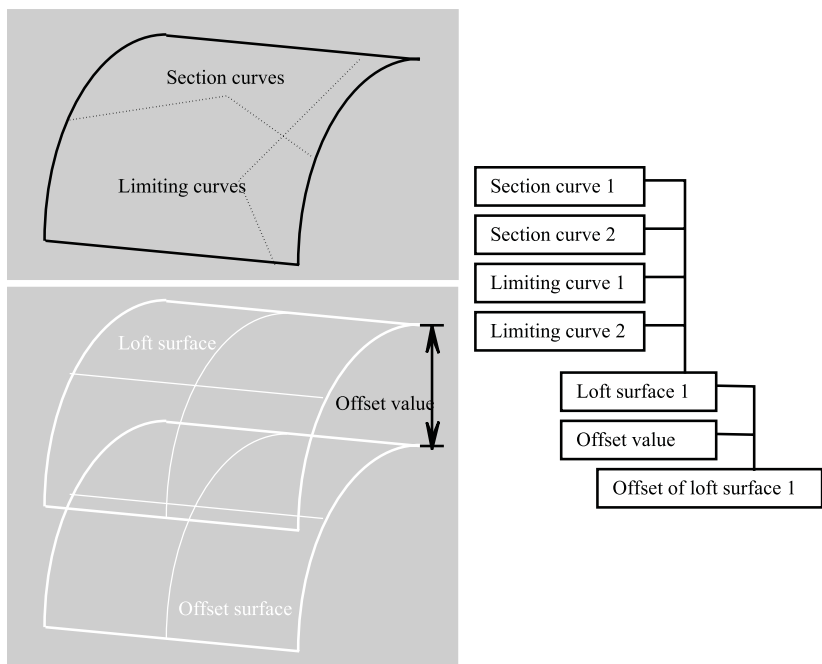 Section curves
Limiting curves
Loft surface
Offset value
Offset surface
Section curve 1
Section curve 2
Limiting curve 1
Limiting curve 2
Loft surface 1
Offset value
Offset of loft surface 1